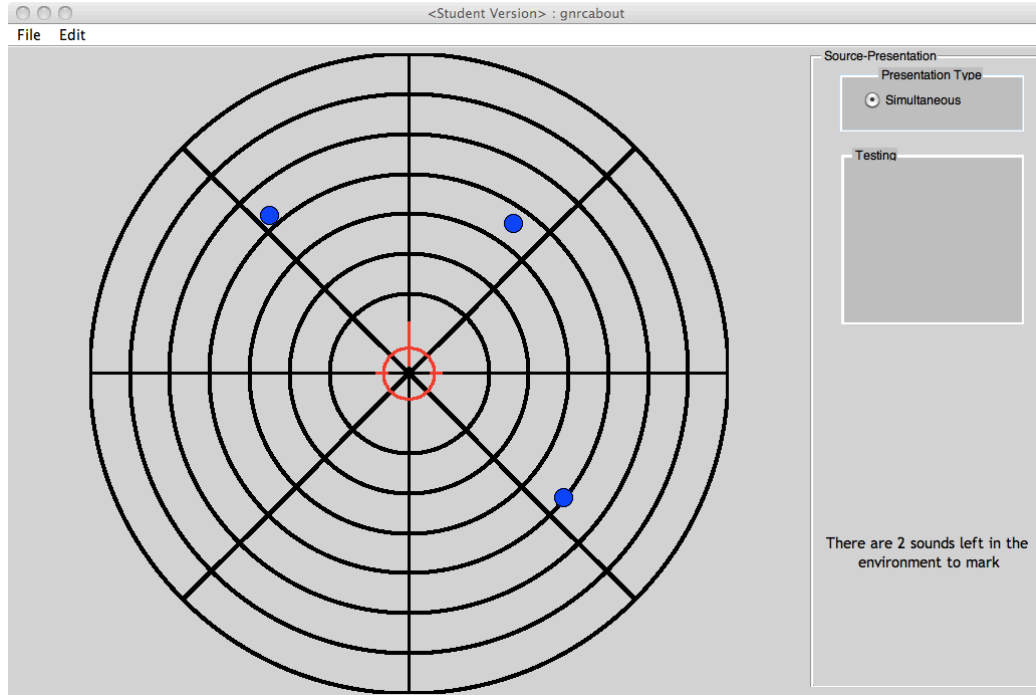 <Student Version> : gnrcabout
File Edit
Source-Presentation
Presentation Type
Simultaneous
Testing
There are 2 sounds left in the
environment to mark